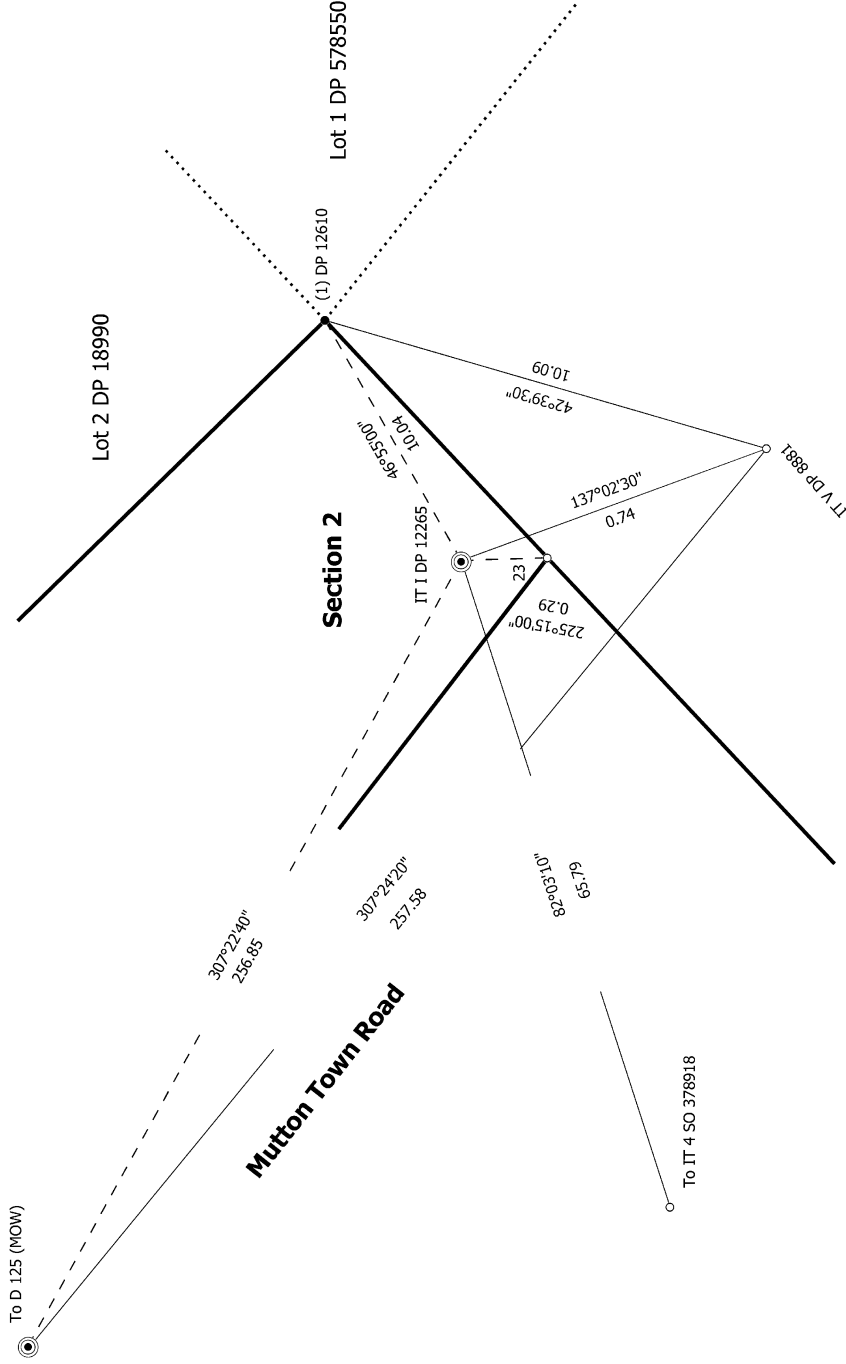 Lot 1 DP 578550
(1) DP 12610
Lot 2 DP 18990
10.09
42°39'30"
46°55'00"
10.04
IT V DP 8881
137°02'30"
0.74
IT I DP 12265
Section 2
23
0.29
225°15'00"
307°24'20"
257.58
82°03'10"
65.79
307°22'40"
256.85
Mutton Town Road
To IT 4 SO 378918
To D 125 (MOW)